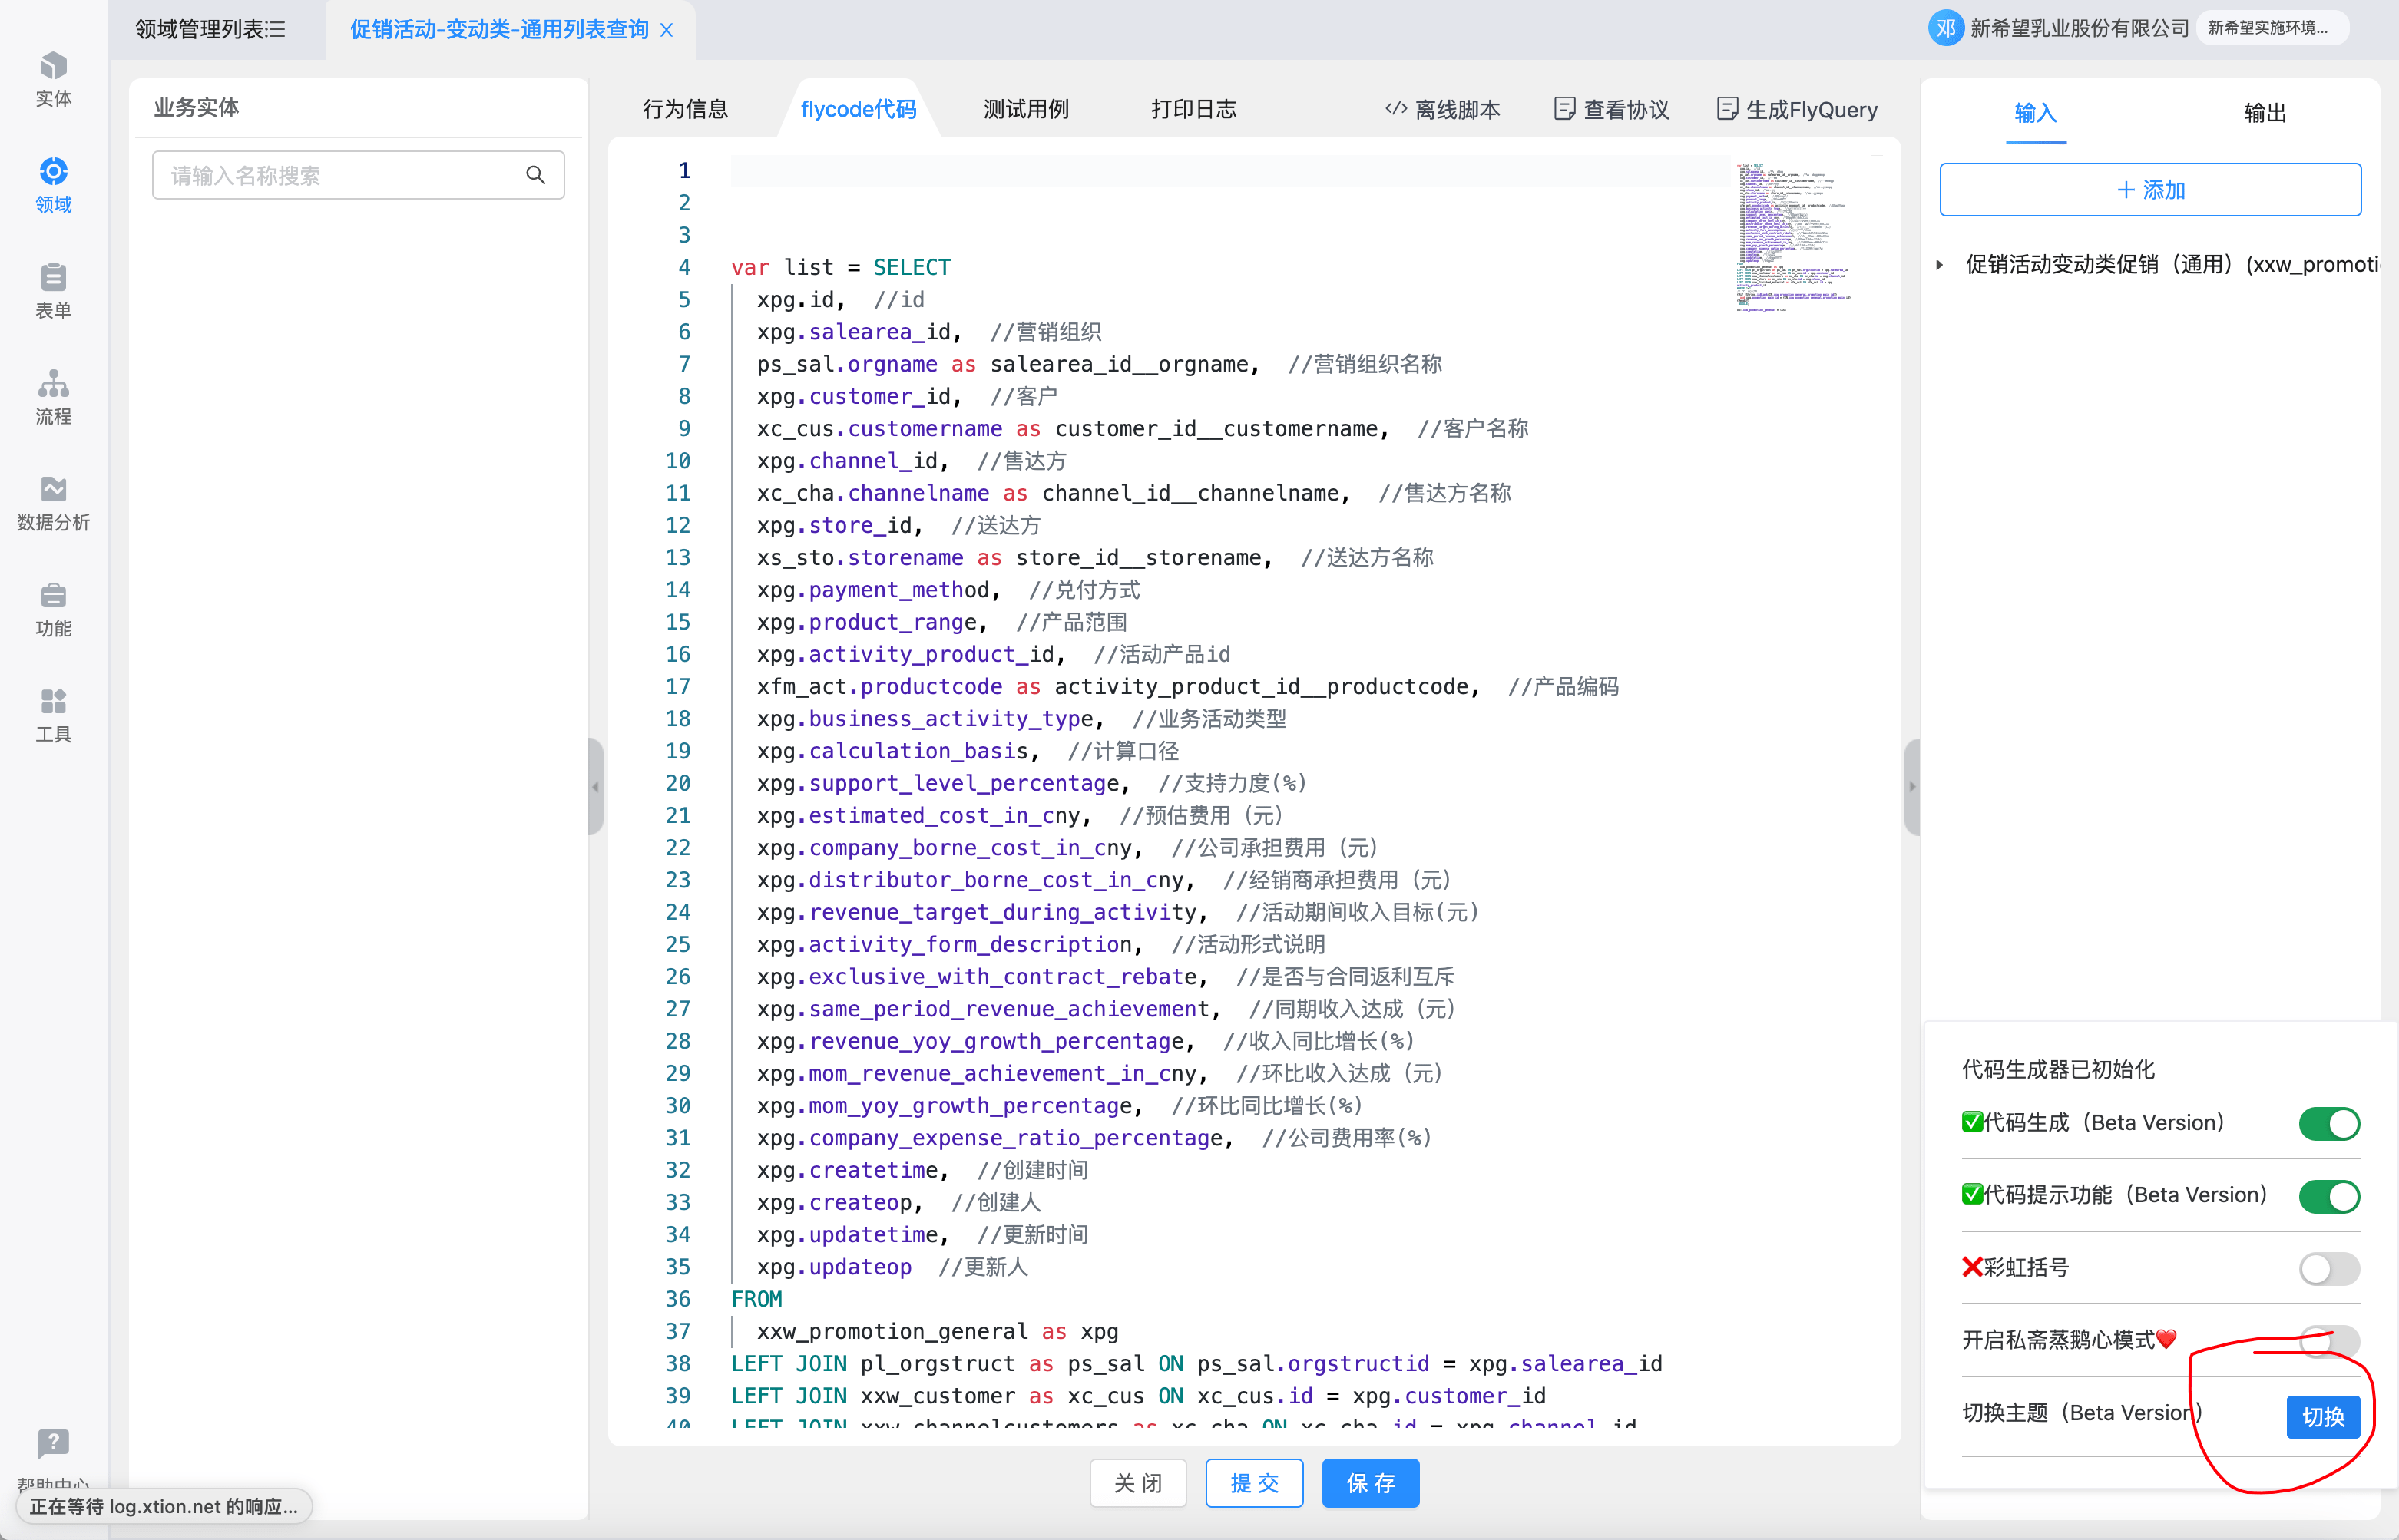 领域管理列表
促销活动-变动类-通用列表查询 X
邓 新希望乳业股份有限公司 新希望实施环境...
实体
领域
表单
流程
数据分析
功能
工具
帮助中心
正在等待 log.xtion.net 的响应...
业务实体
请输入名称搜索
行为信息
flycode代码
测试用例
打印日志
</> 离线脚本
查看协议
生成FlyQuery
1
2
3
4 var list = SELECT
5 xpg.id, //id
6 xpg.salearea_id, //营销组织
7 ps_sal.orgname as salearea_id__orgname, //营销组织名称
8 xpg.customer_id, //客户
9 xc_cus.customername as customer_id__customername, //客户名称
10 xpg.channel_id, //售达方
11 xc_cha.channelname as channel_id__channelname, //售达方名称
12 xpg.store_id, //送达方
13 xs_sto.storename as store_id__storename, //送达方名称
14 xpg.payment_method, //兑付方式
15 xpg.product_range, //产品范围
16 xpg.activity_product_id, //活动产品id
17 xfm_act.productcode as activity_product_id__productcode, //产品编码
18 xpg.business_activity_type, //业务活动类型
19 xpg.calculation_basis, //计算口径
20 xpg.support_level_percentage, //支持力度(%)
21 xpg.estimated_cost_in_cny, //预估费用（元）
22 xpg.company_borne_cost_in_cny, //公司承担费用（元）
23 xpg.distributor_borne_cost_in_cny, //经销商承担费用（元）
24 xpg.revenue_target_during_activity, //活动期间收入目标(元)
25 xpg.activity_form_description, //活动形式说明
26 xpg.exclusive_with_contract_rebate, //是否与合同返利互斥
27 xpg.same_period_revenue_achievement, //同期收入达成（元）
28 xpg.revenue_yoy_growth_percentage, //收入同比增长(%)
29 xpg.mom_revenue_achievement_in_cny, //环比收入达成（元）
30 xpg.mom_yoy_growth_percentage, //环比同比增长(%)
31 xpg.company_expense_ratio_percentage, //公司费用率(%)
32 xpg.createtime, //创建时间
33 xpg.createop, //创建人
34 xpg.updatetime, //更新时间
35 xpg.updateop //更新人
36 FROM
37 xxw_promotion_general as xpg
38 LEFT JOIN pl_orgstruct as ps_sal ON ps_sal.orgstructid = xpg.salearea_id
39 LEFT JOIN xxw_customer as xc_cus ON xc_cus.id = xpg.customer_id
40 LEFT JOIN xxw_channelcustomers as xc_cha ON xc_cha.id = xpg.channel_id
关 闭
提 交
保 存
输入
输出
+ 添加
促销活动变动类促销（通用）(xxw_promoti
代码生成器已初始化
✅代码生成（Beta Version）
✅代码提示功能（Beta Version）
❌彩虹括号
开启私斋蒸鹅心模式❤️
切换主题（Beta Version）
切换